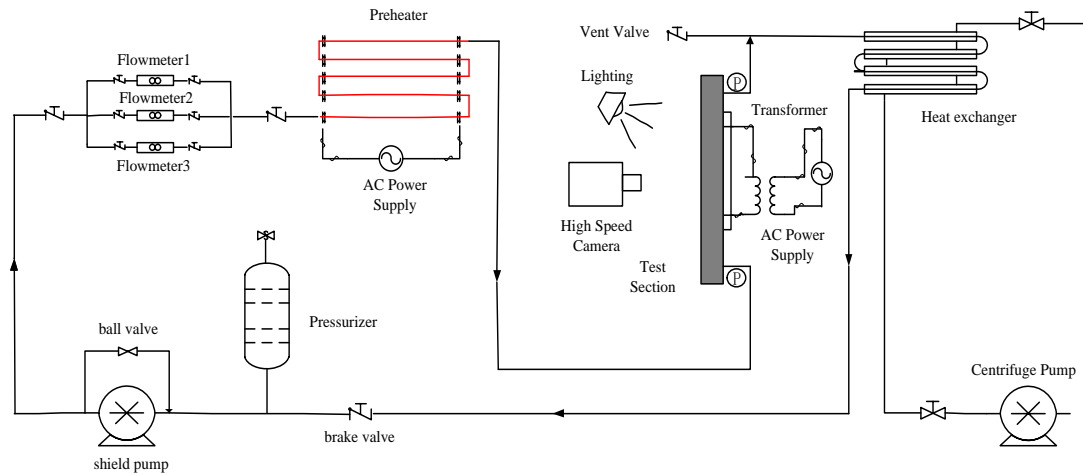 Preheater
Vent Valve
P
Flowmeter1
Lighting
Flowmeter2
Transformer
Heat exchanger
Flowmeter3
AC Power
Supply
High Speed
Camera
AC Power
Supply
Test
Section
P
Pressurizer
ball valve
Centrifuge Pump
brake valve
shield pump